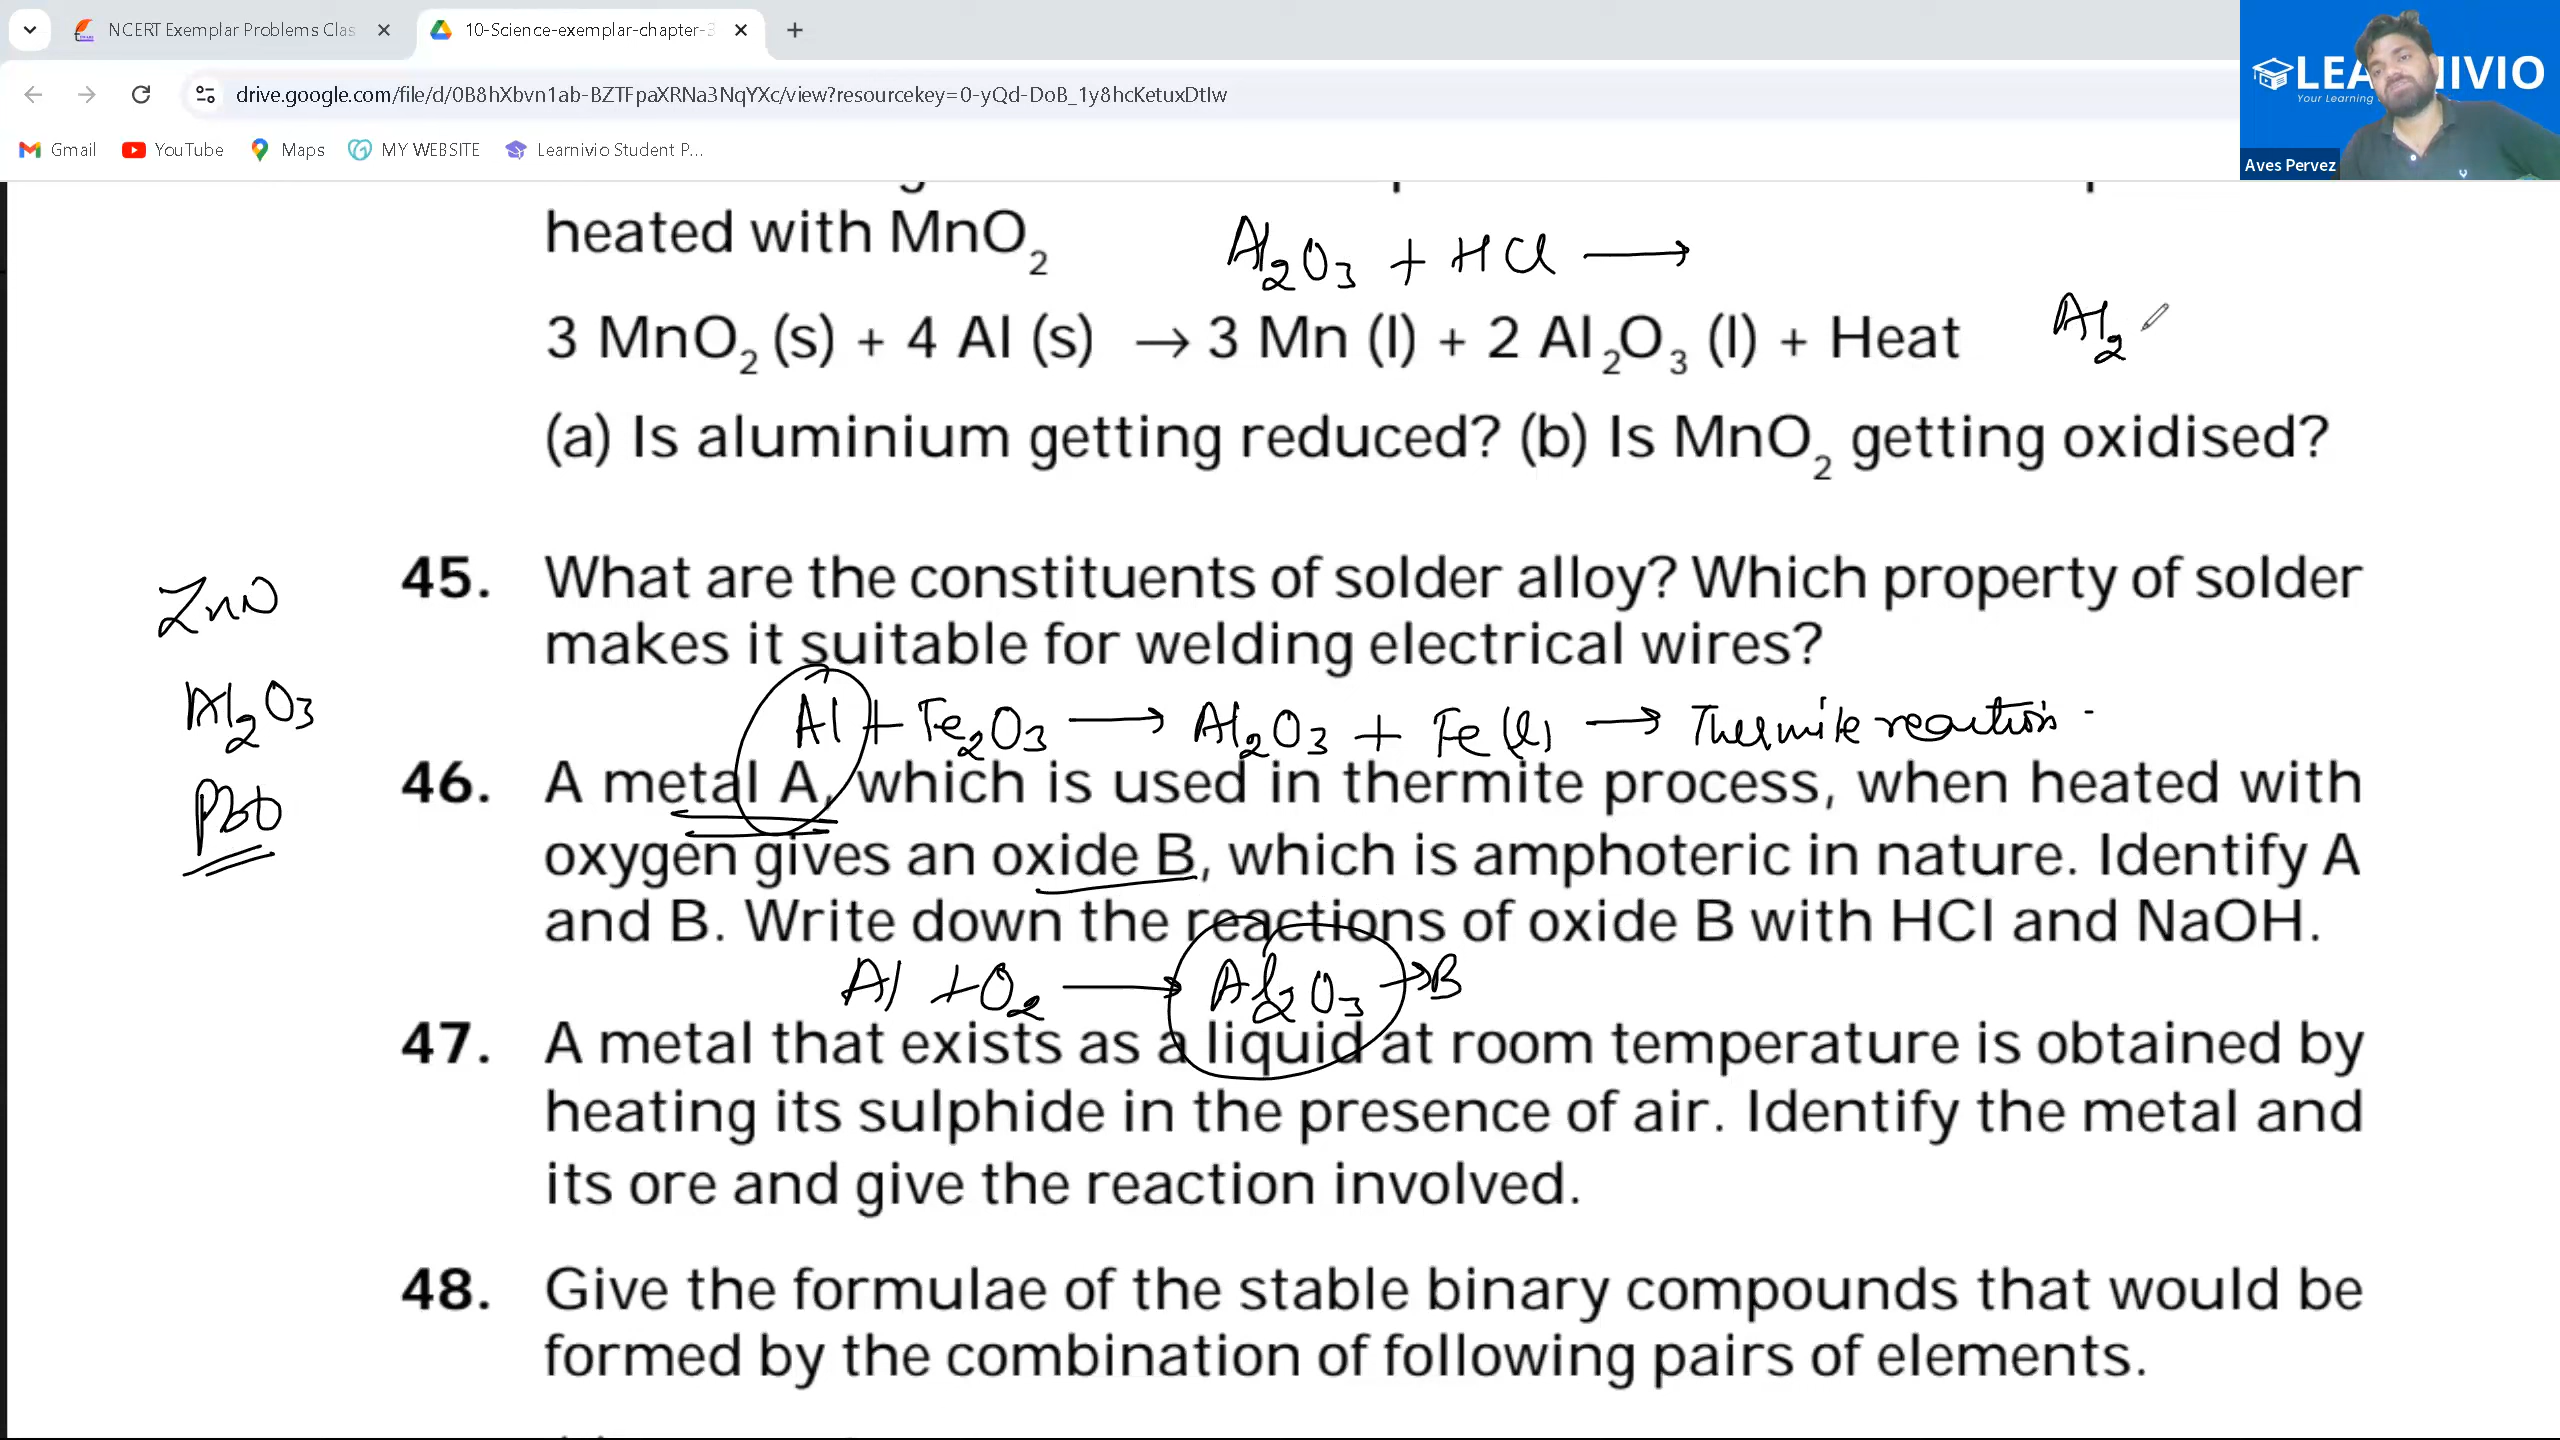 NCERT Exemplar Problems Clas
10-Science-exemplar-chapter-3
drive.google.com/file/d/0B8hXbvn1ab-BZTFpaXRNa3NqYXc/view?resourcekey=0-yQd-DoB_1y8hcKetuxDtIw
Gmail YouTube Maps MY WEBSITE Learnivio Student P...
LEA NIVIO
Your Learning
Aves Pervez
heated with MnO₂
Al₂O₃ + HCl ⟶
3 MnO₂ (s) + 4 Al (s) → 3 Mn (l) + 2 Al₂O₃ (l) + Heat
Al₂
(a) Is aluminium getting reduced? (b) Is MnO₂ getting oxidised?
45. What are the constituents of solder alloy? Which property of solder
makes it suitable for welding electrical wires?
ZnO
Al₂O₃
PbO
Al + Fe₂O₃ ⟶ Al₂O₃ + Fe(l) ⟶ Thermite reaction.
46. A metal A, which is used in thermite process, when heated with
oxygen gives an oxide B, which is amphoteric in nature. Identify A
and B. Write down the reactions of oxide B with HCl and NaOH.
Al + O₂ ⟶ Al₂O₃ → B
47. A metal that exists as a liquid at room temperature is obtained by
heating its sulphide in the presence of air. Identify the metal and
its ore and give the reaction involved.
48. Give the formulae of the stable binary compounds that would be
formed by the combination of following pairs of elements.